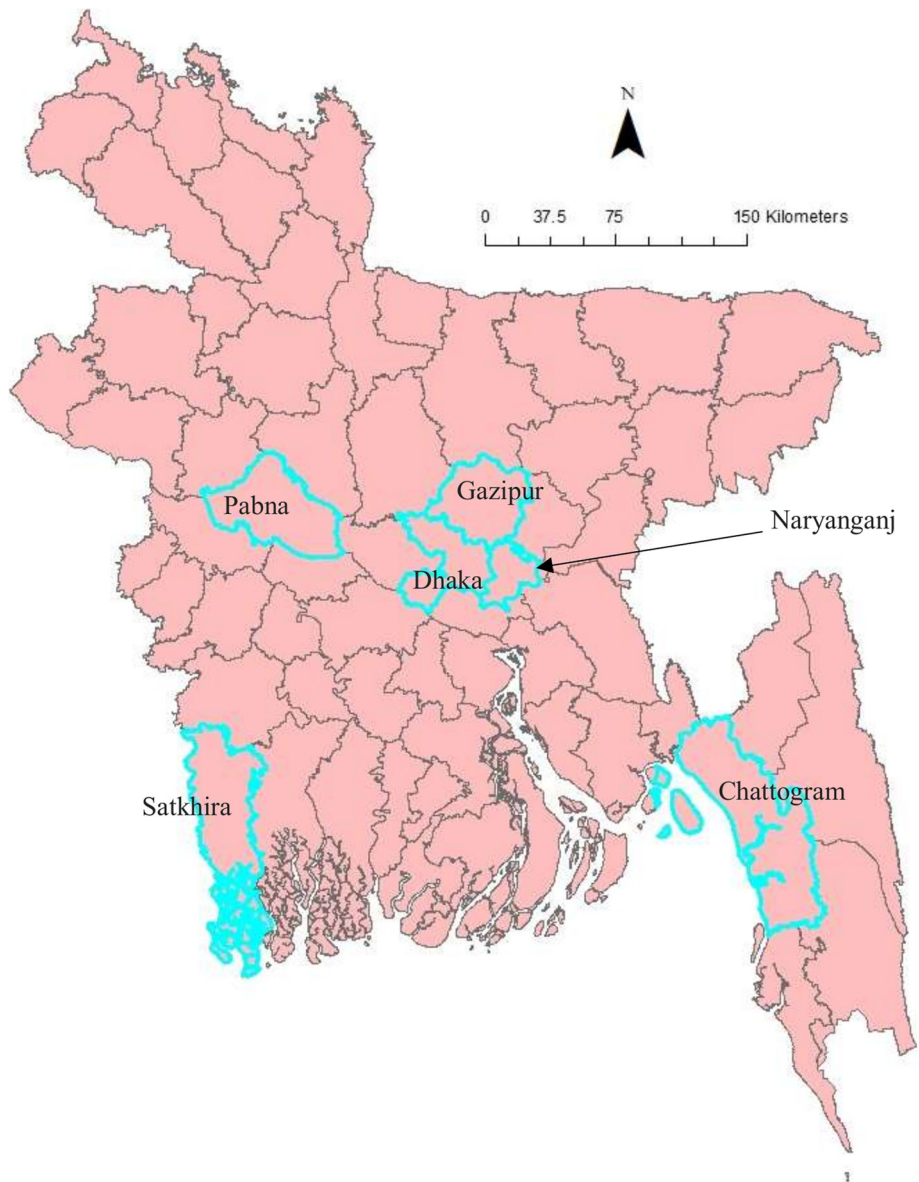 N
0 37.5 75 150 Kilometers
Pabna
Gazipur
Naryanganj
Dhaka
Satkhira
Chattogram